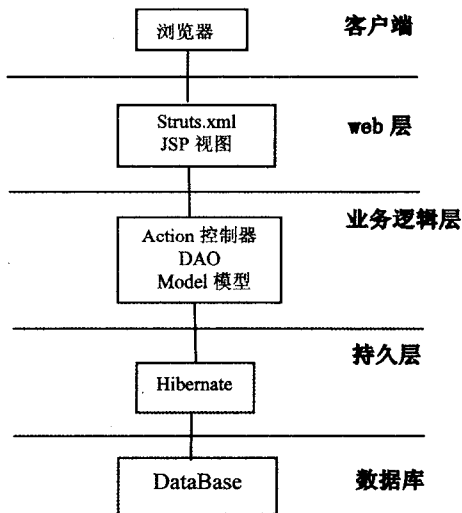 浏览器
客户端
Struts.xml
JSP 视图
web 层
业务逻辑层
Action 控制器
DAO
Model 模型
持久层
Hibernate
DataBase
数据库